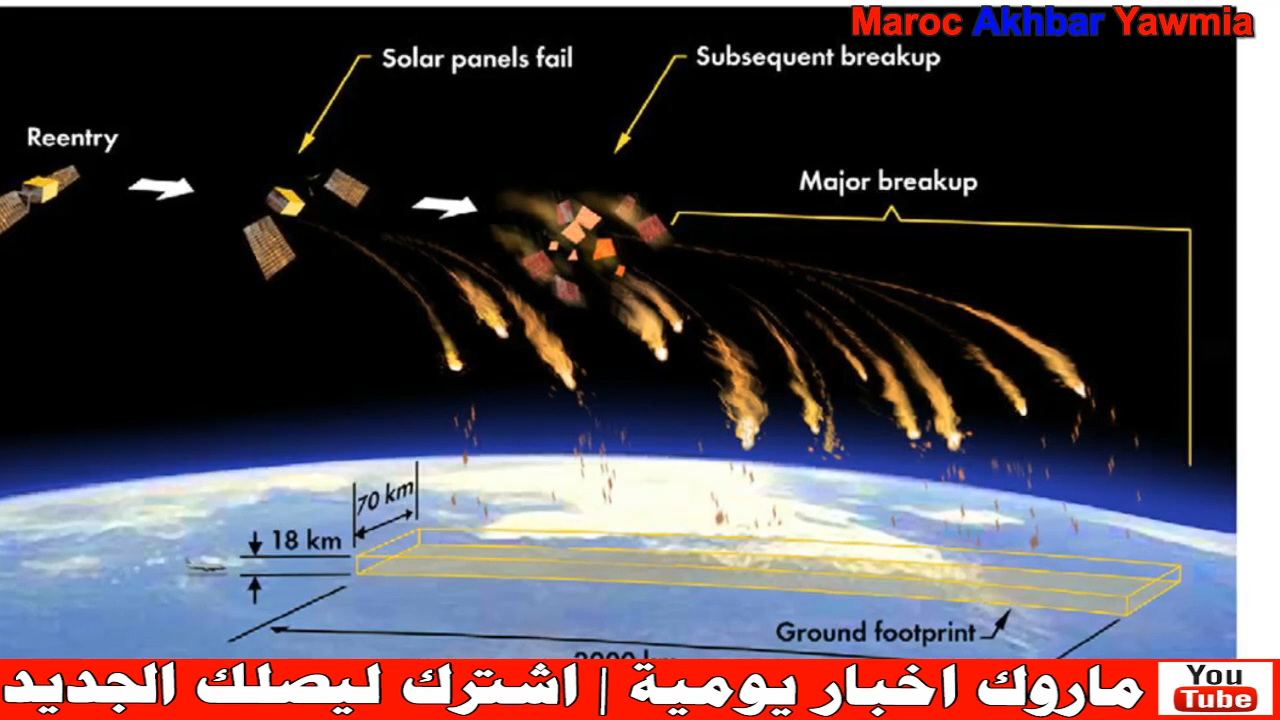 Maroc Akhbar Yawmia
Solar panels fail
Subsequent breakup
Reentry
Major breakup
70 km
18 km
Ground footprint
ماروك اخبار يومية | اشترك ليصلك الجديد
You
Tube